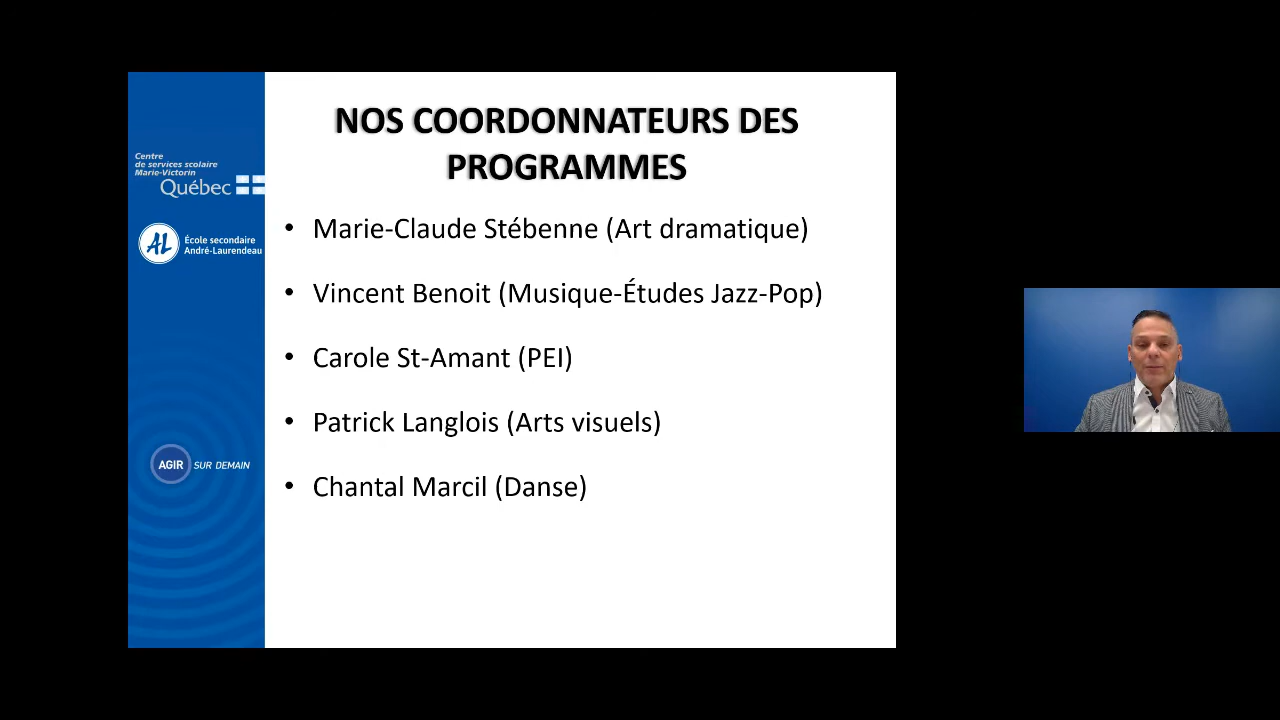 NOS COORDONNATEURS DES
PROGRAMMES
Centre
de services scolaire
Marie-Victorin
Québec
AL
École secondaire
André-Laurendeau
AGIR SUR DEMAIN
• Marie-Claude Stébenne (Art dramatique)
• Vincent Benoit (Musique-Études Jazz-Pop)
• Carole St-Amant (PEI)
• Patrick Langlois (Arts visuels)
• Chantal Marcil (Danse)